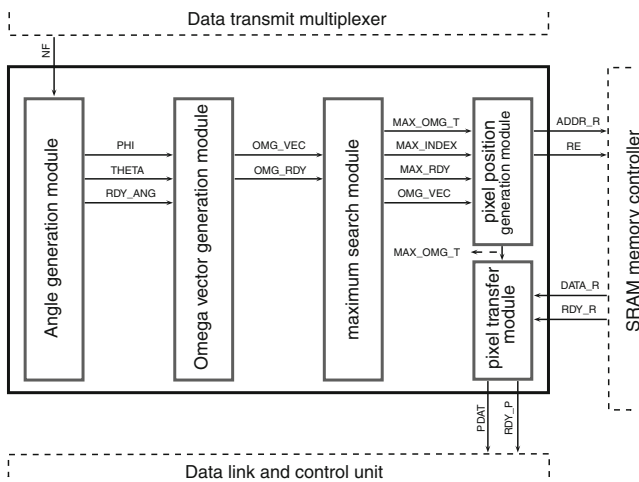 Data transmit multiplexer
NF
Angle generation module
PHI
THETA
RDY_ANG
Omega vector generation module
OMG_VEC
OMG_RDY
maximum search module
MAX_OMG_T
MAX_INDEX
MAX_RDY
OMG_VEC
pixel position
generation module
ADDR_R
RE
MAX_OMG_T
pixel transfer
module
DATA_R
RDY_R
SRAM memory controller
PDAT
RDY_P
Data link and control unit